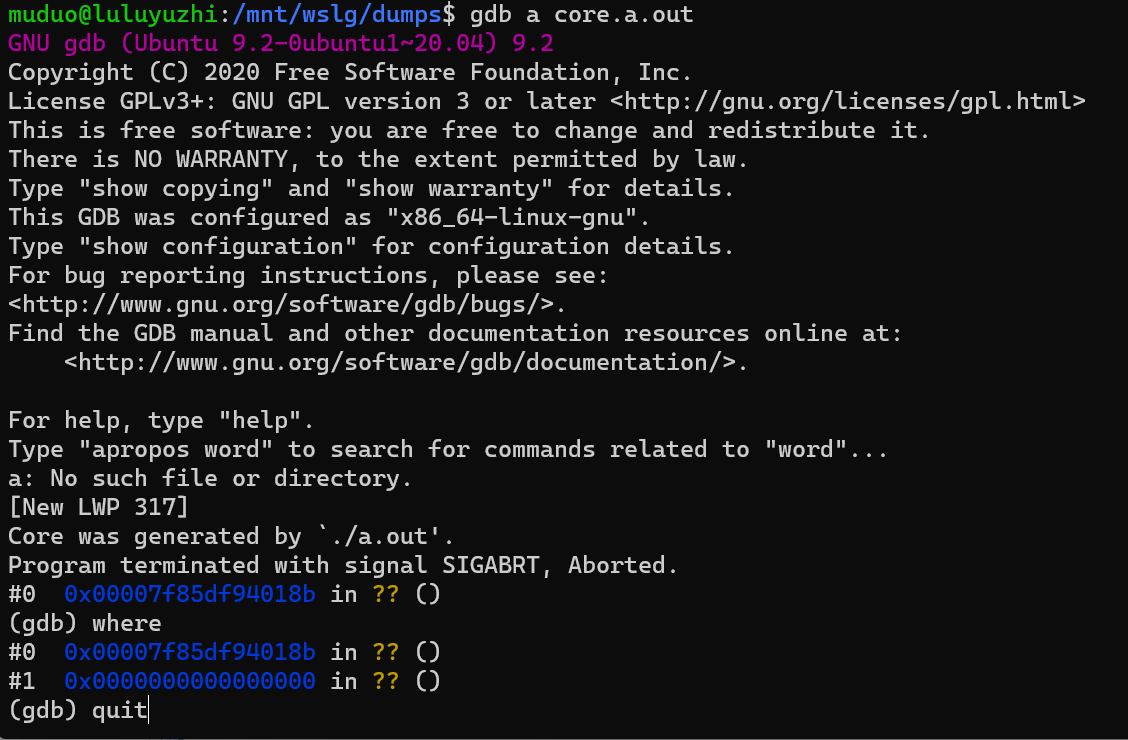 muduo@luluyuzhi:/mnt/wslg/dumps$ gdb a core.a.out
GNU gdb (Ubuntu 9.2-0ubuntu1~20.04) 9.2
Copyright (C) 2020 Free Software Foundation, Inc.
License GPLv3+: GNU GPL version 3 or later <http://gnu.org/licenses/gpl.html>
This is free software: you are free to change and redistribute it.
There is NO WARRANTY, to the extent permitted by law.
Type "show copying" and "show warranty" for details.
This GDB was configured as "x86_64-linux-gnu".
Type "show configuration" for configuration details.
For bug reporting instructions, please see:
<http://www.gnu.org/software/gdb/bugs/>.
Find the GDB manual and other documentation resources online at:
    <http://www.gnu.org/software/gdb/documentation/>.

For help, type "help".
Type "apropos word" to search for commands related to "word"...
a: No such file or directory.
[New LWP 317]
Core was generated by `./a.out'.
Program terminated with signal SIGABRT, Aborted.
#0  0x00007f85df94018b in ?? ()
(gdb) where
#0  0x00007f85df94018b in ?? ()
#1  0x0000000000000000 in ?? ()
(gdb) quit